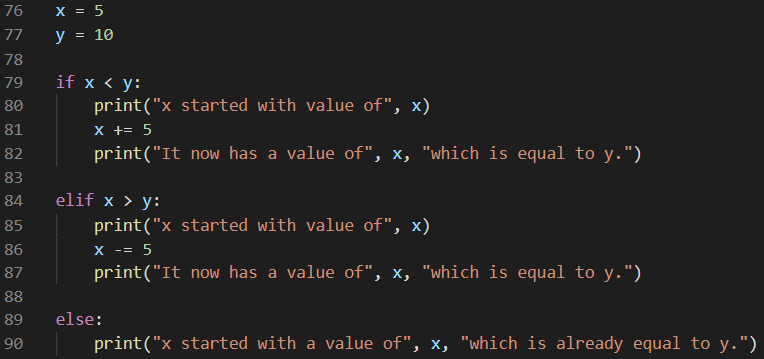 76 x = 5
77 y = 10
78
79 if x < y:
80     print("x started with value of", x)
81     x += 5
82     print("It now has a value of", x, "which is equal to y.")
83
84 elif x > y:
85     print("x started with value of", x)
86     x -= 5
87     print("It now has a value of", x, "which is equal to y.")
88
89 else:
90     print("x started with a value of", x, "which is already equal to y.")